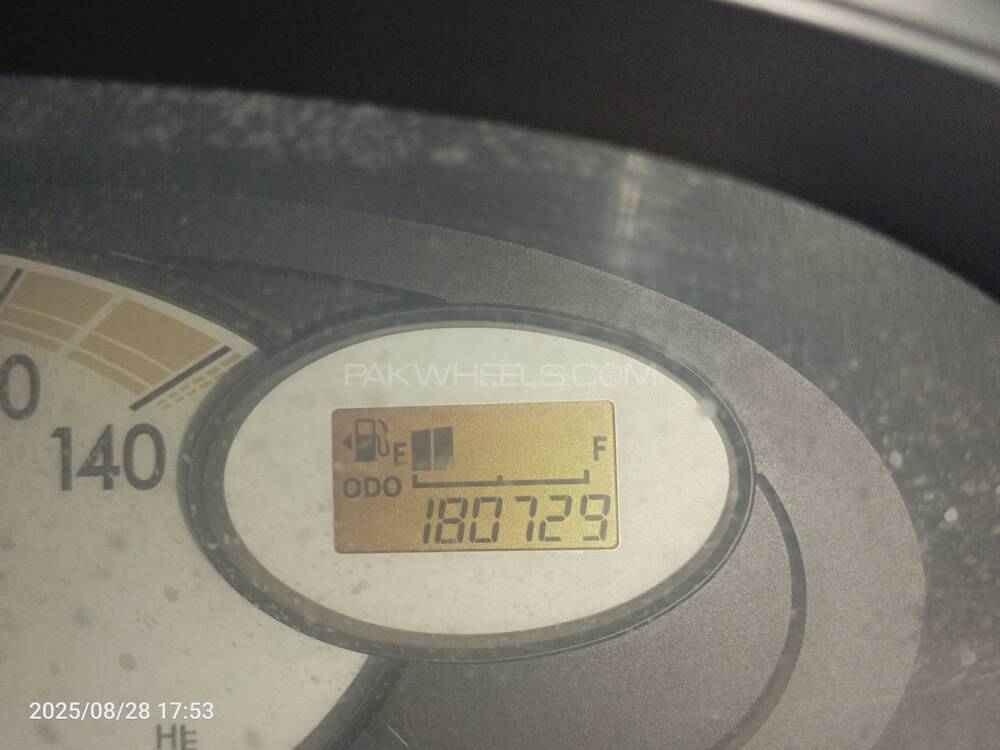 PAKWHEELS.COM
E F
ODO
180729
0
140
2025/08/28 17:53